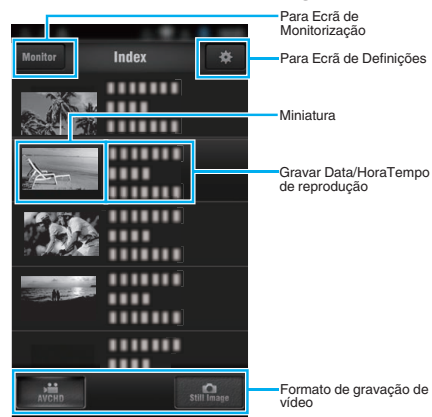 Para Ecrã de
Monitorização
Monitor
Index
Para Ecrã de Definições
Miniatura
Gravar Data/HoraTempo
de reprodução
AVCHD
Still Image
Formato de gravação de
vídeo